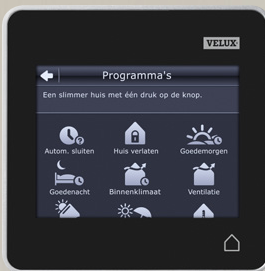 VELUX
Programma's
Een slimmer huis met één druk op de knop.
Autom. sluiten Huis verlaten Goedemorgen
Goedenacht Binnenklimaat Ventilatie